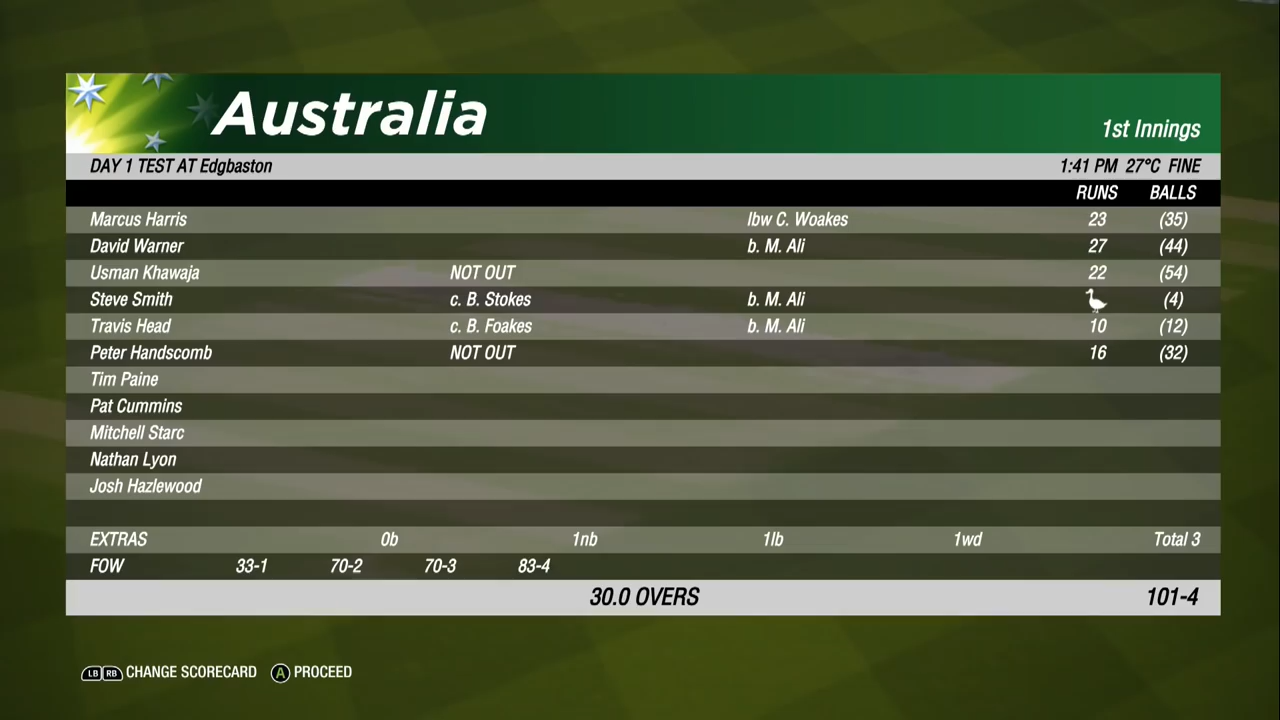 Australia
1st Innings
DAY 1 TEST AT Edgbaston 1:41 PM 27°C FINE
RUNS BALLS
Marcus Harris lbw C. Woakes 23 (35)
David Warner b. M. Ali 27 (44)
Usman Khawaja NOT OUT 22 (54)
Steve Smith c. B. Stokes b. M. Ali (4)
Travis Head c. B. Foakes b. M. Ali 10 (12)
Peter Handscomb NOT OUT 16 (32)
Tim Paine
Pat Cummins
Mitchell Starc
Nathan Lyon
Josh Hazlewood
EXTRAS 0b 1nb 1lb 1wd Total 3
FOW 33-1 70-2 70-3 83-4
30.0 OVERS 101-4
LB RB CHANGE SCORECARD A PROCEED